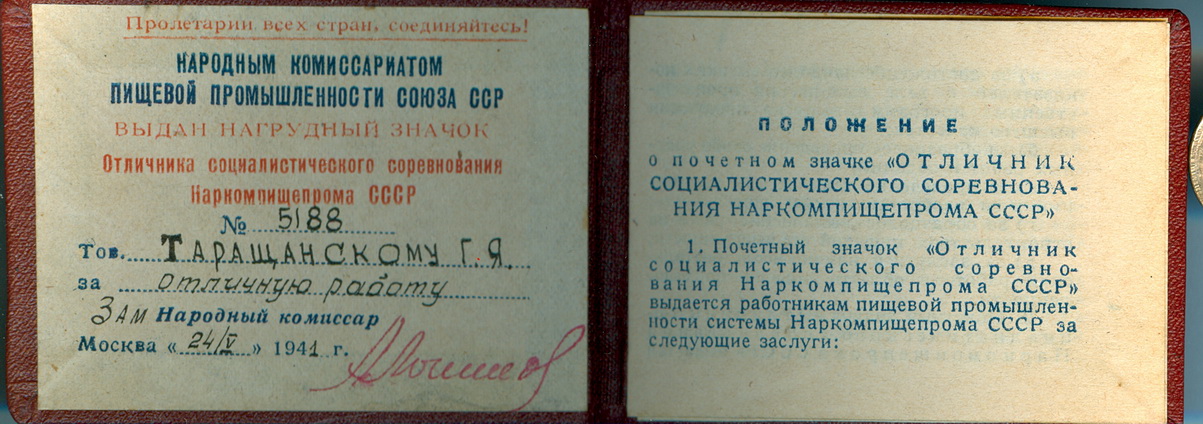 Пролетарии всех стран, соединяйтесь!
НАРОДНЫМ КОМИССАРИАТОМ
ПИЩЕВОЙ ПРОМЫШЛЕННОСТИ СОЮЗА ССР
ВЫДАН НАГРУДНЫЙ ЗНАЧОК
Отличника социалистического соревнования
Наркомпищепрома СССР
№ 5188
Тов. ТАРАЩАНСКОМУ Г.Я.
за отличную работу
ЗАМ Народный комиссар
Москва «24/V» 1941 г.
ПОЛОЖЕНИЕ
о почетном значке «ОТЛИЧНИК
СОЦИАЛИСТИЧЕСКОГО СОРЕВНОВА-
НИЯ НАРКОМПИЩЕПРОМА СССР»
1. Почетный значок «Отличник
социалистического соревно-
вания Наркомпищепрома СССР»
выдается работникам пищевой промышлен-
ности системы Наркомпищепрома СССР за
следующие заслуги: